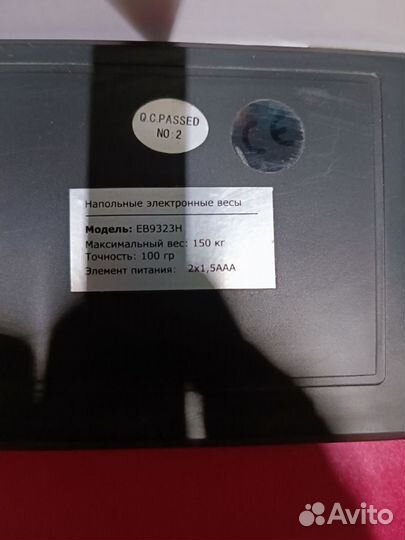 Q.C.PASSED
NO:2
CE
Напольные электронные весы
Модель: EB9323H
Максимальный вес: 150 кг
Точность: 100 гр
Элемент питания: 2x1,5AAA
Avito